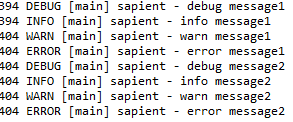 394 DEBUG [main] sapient - debug message1
394 INFO [main] sapient - info message1
404 WARN [main] sapient - warn message1
404 ERROR [main] sapient - error message1
404 DEBUG [main] sapient - debug message2
404 INFO [main] sapient - info message2
404 WARN [main] sapient - warn message2
404 ERROR [main] sapient - error message2